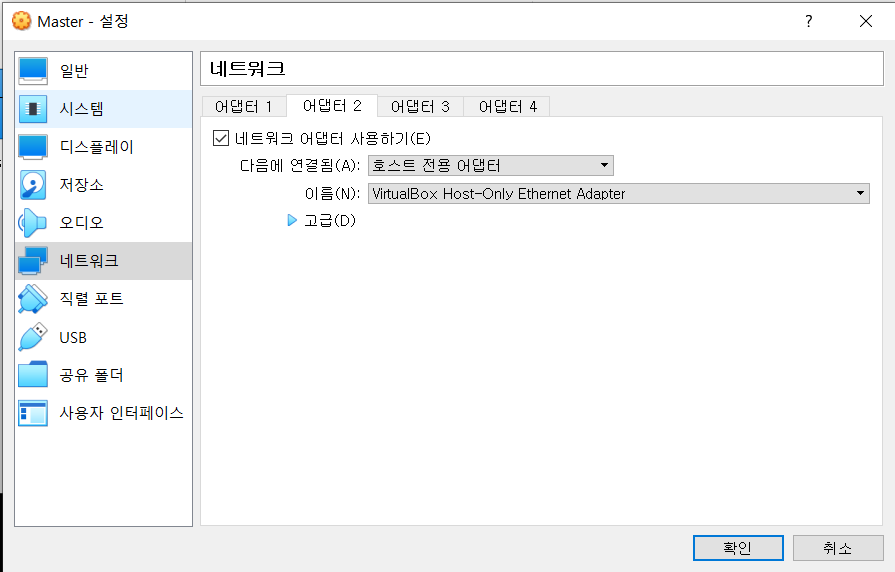 Master - 설정
?
일반
시스템
디스플레이
저장소
오디오
네트워크
직렬 포트
USB
공유 폴더
사용자 인터페이스
네트워크
어댑터 1 어댑터 2 어댑터 3 어댑터 4
네트워크 어댑터 사용하기(E)
다음에 연결됨(A): 호스트 전용 어댑터
이름(N): VirtualBox Host-Only Ethernet Adapter
고급(D)
확인 취소